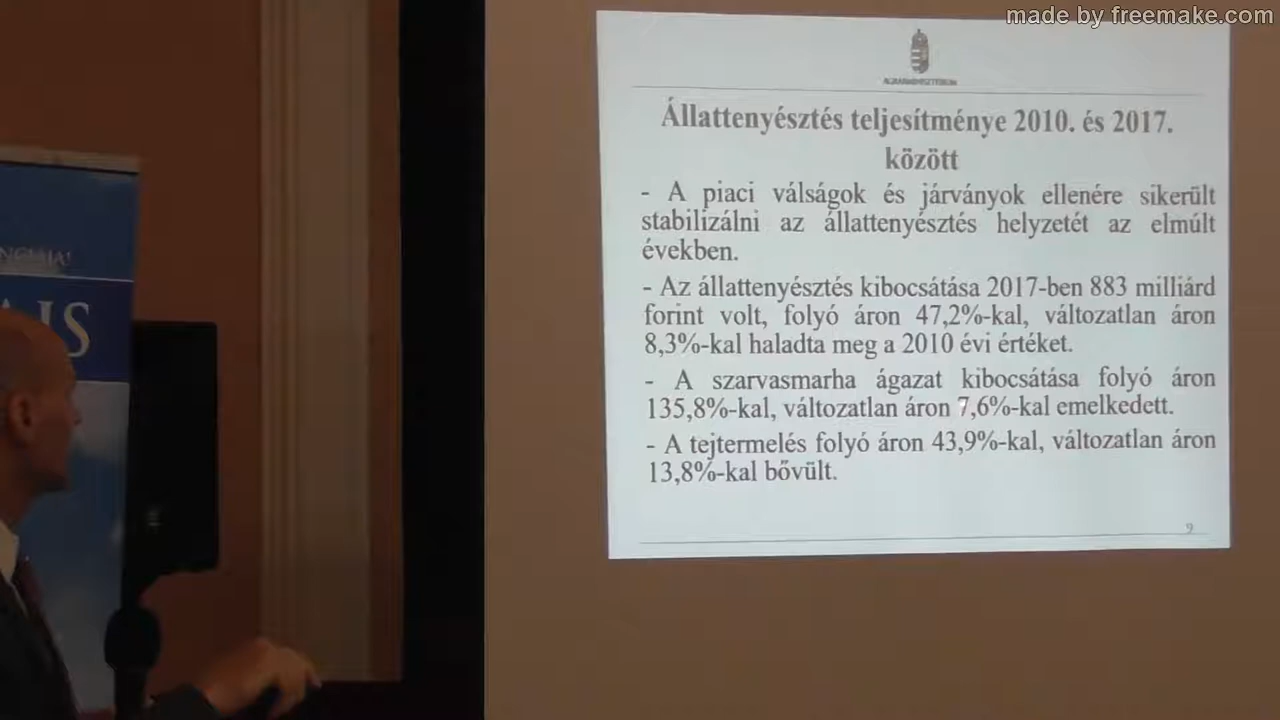 made by freemake.com
AGRÁRMINISZTÉRIUM
Állattenyésztés teljesítménye 2010. és 2017.
között
- A piaci válságok és járványok ellenére sikerült
stabilizálni az állattenyésztés helyzetét az elmúlt
években.
- Az állattenyésztés kibocsátása 2017-ben 883 milliárd
forint volt, folyó áron 47,2%-kal, változatlan áron
8,3%-kal haladta meg a 2010 évi értéket.
- A szarvasmarha ágazat kibocsátása folyó áron
135,8%-kal, változatlan áron 7,6%-kal emelkedett.
- A tejtermelés folyó áron 43,9%-kal, változatlan áron
13,8%-kal bővült.
9